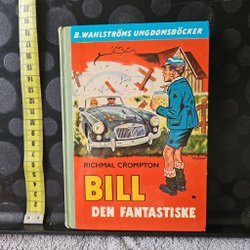 B. WAHLSTRÖMS UNGDOMSBÖCKER
RICHMAL CROMPTON
BILL
DEN FANTASTISKE